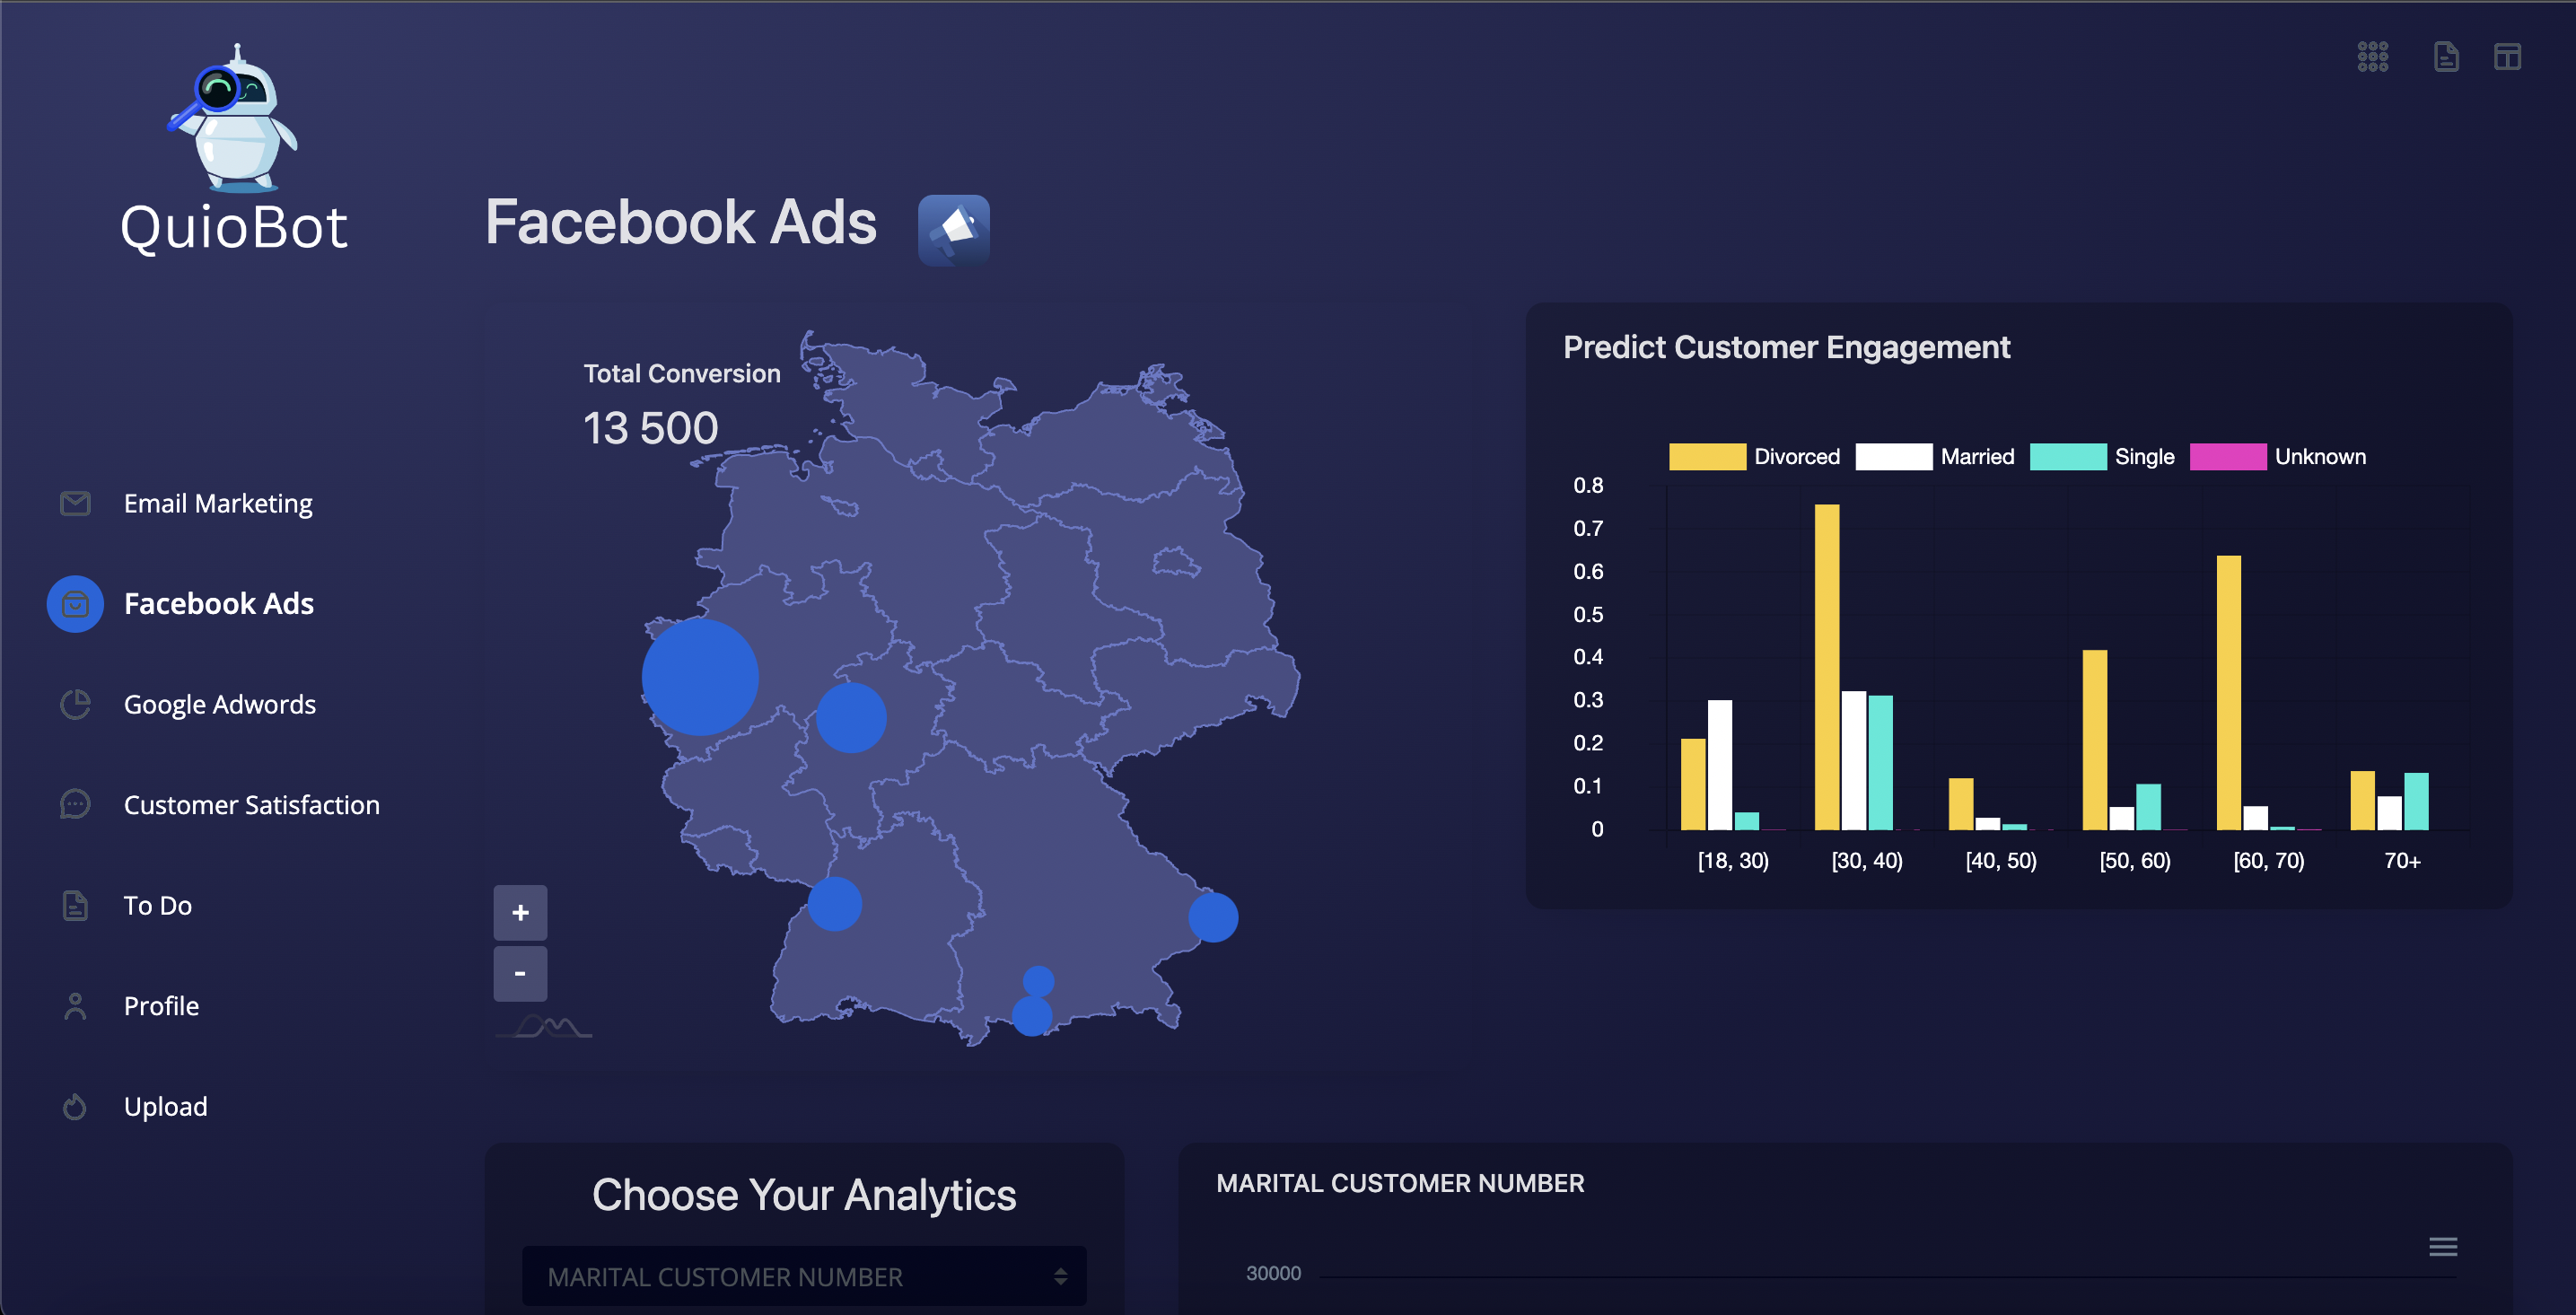 QuioBot
Facebook Ads
Email Marketing
Facebook Ads
Google Adwords
Customer Satisfaction
To Do
Profile
Upload
Total Conversion
13 500
+
-
Predict Customer Engagement
Divorced Married Single Unknown
0.8
0.7
0.6
0.5
0.4
0.3
0.2
0.1
0
[18, 30) [30, 40) [40, 50) [50, 60) [60, 70) 70+
Choose Your Analytics
MARITAL CUSTOMER NUMBER
MARITAL CUSTOMER NUMBER
30000